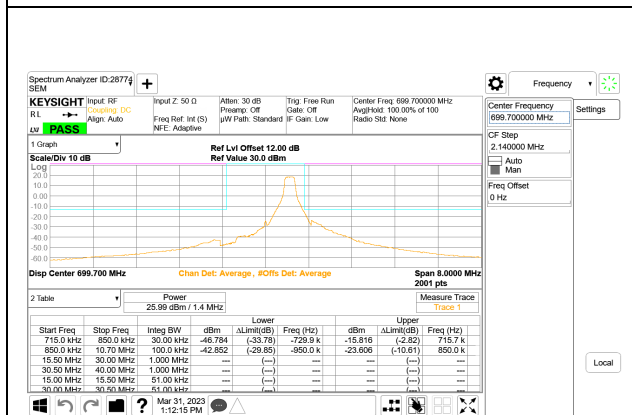 Spectrum Analyzer ID:28774
SEM
Frequency
KEYSIGHT Input: RF Input Z: 50 Ω Atten: 30 dB Trig: Free Run Center Freq: 699.700000 MHz
RL Coupling: DC Preamp: Off Gate: Off Avg|Hold: 100.00% of 100
Align: Auto Freq Ref: Int (S) µW Path: Standard IF Gain: Low Radio Std: None
PASS NFE: Adaptive
Center Frequency
699.700000 MHz
Settings
CF Step
2.140000 MHz
Auto
Man
Freq Offset
0 Hz
1 Graph Ref Lvl Offset 12.00 dB
Scale/Div 10 dB Ref Value 30.0 dBm
Log
20.0
10.0
0.00
-10.0
-20.0
-30.0
-40.0
-50.0
-60.0
Disp Center 699.700 MHz Chan Det: Average , #Offs Det: Average Span 8.0000 MHz
2001 pts
2 Table Power Measure Trace
25.99 dBm / 1.4 MHz Trace 1
Lower Upper
Start Freq Stop Freq Integ BW dBm ΔLimit(dB) Freq (Hz) dBm ΔLimit(dB) Freq (Hz)
715.0 kHz 850.0 kHz 30.00 kHz -46.784 (-33.78) -729.9 k -15.816 (-2.82) 715.7 k
850.0 kHz 10.70 MHz 100.0 kHz -42.852 (-29.85) -950.0 k -23.606 (-10.61) 850.0 k
15.50 MHz 30.00 MHz 1.000 MHz --- (---) --- --- (---) ---
30.50 MHz 40.00 MHz 1.000 MHz --- (---) --- --- (---) ---
15.00 MHz 15.50 MHz 51.00 kHz --- (---) --- --- (---) ---
30.00 MHz 30.50 MHz 51.00 kHz --- (---) --- --- (---) ---
Local
Mar 31, 2023
1:12:15 PM